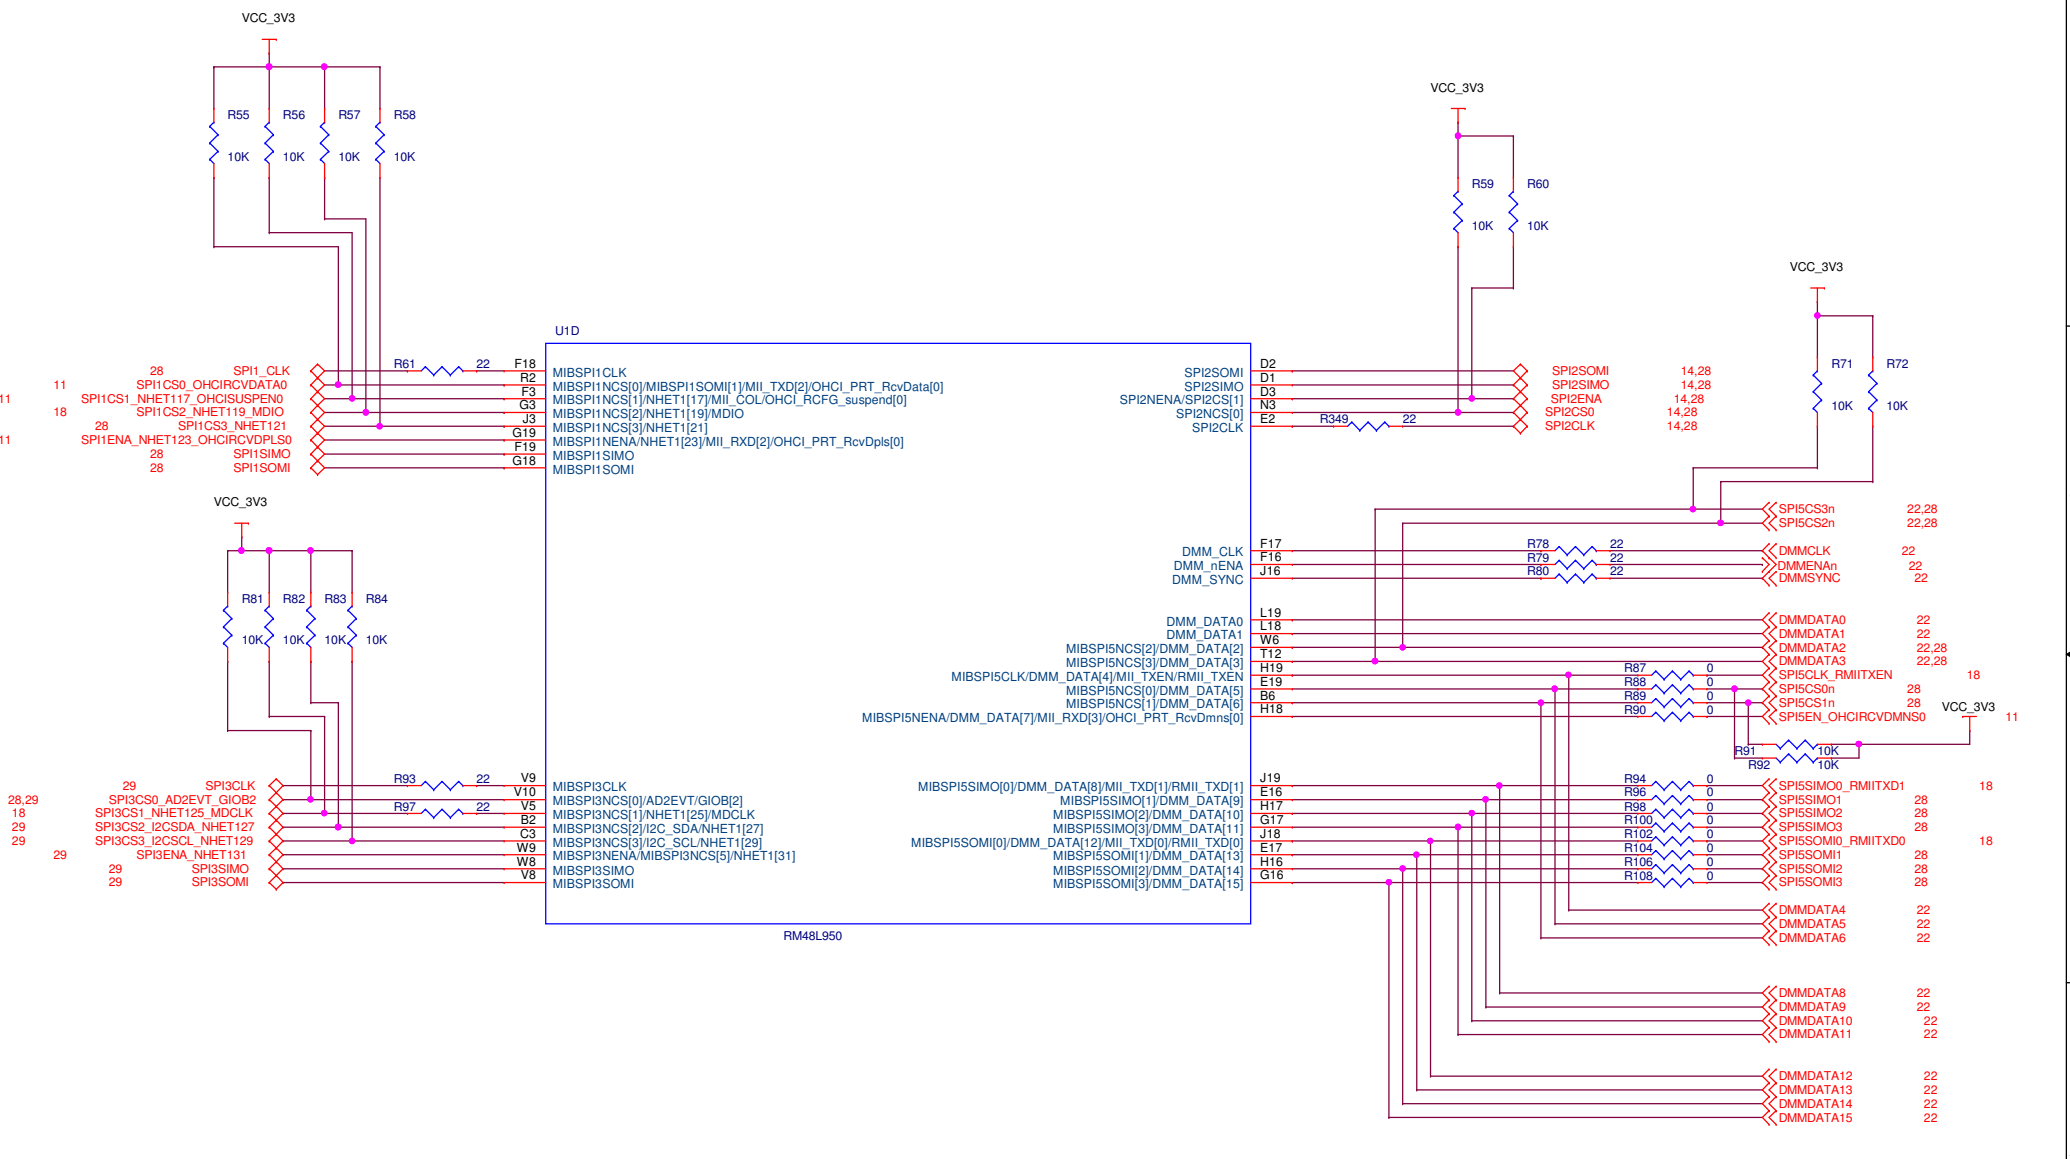 VCC_3V3
R55 R56 R57 R58
10K 10K 10K 10K
VCC_3V3
R59 R60
10K 10K
VCC_3V3
R71 R72
10K 10K
U1D
28 SPI1_CLK R61 22 F18 MIBSPI1CLK
11 SPI1CS0_OHCIRCVDATA0 R2 MIBSPI1NCS[0]/MIBSPI1SOMI[1]/MII_TXD[2]/OHCI_PRT_RcvData[0]
11 SPI1CS1_NHET117_OHCISUSPEN0 F3 MIBSPI1NCS[1]/NHET1[17]/MII_COL/OHCI_RCFG_suspend[0]
18 SPI1CS2_NHET119_MDIO G3 MIBSPI1NCS[2]/NHET1[19]/MDIO
28 SPI1CS3_NHET121 J3 MIBSPI1NCS[3]/NHET1[21]
11 SPI1ENA_NHET123_OHCIRCVDPLS0 G19 MIBSPI1NENA/NHET1[23]/MII_RXD[2]/OHCI_PRT_RcvDpls[0]
28 SPI1SIMO F19 MIBSPI1SIMO
28 SPI1SOMI G18 MIBSPI1SOMI
SPI2SOMI D2 SPI2SOMI 14,28
SPI2SIMO D1 SPI2SIMO 14,28
SPI2NENA/SPI2CS[1] D3 SPI2ENA 14,28
SPI2NCS[0] N3 SPI2CS0 14,28
SPI2CLK E2 R349 22 SPI2CLK 14,28
VCC_3V3
R81 R82 R83 R84
10K 10K 10K 10K
SPI5CS3n 22,28
SPI5CS2n 22,28
DMM_CLK F17 R78 22 DMMCLK 22
DMM_nENA F16 R79 22 DMMENAn 22
DMM_SYNC J16 R80 22 DMMSYNC 22
DMM_DATA0 L19 DMMDATA0 22
DMM_DATA1 L18 DMMDATA1 22
MIBSPI5NCS[2]/DMM_DATA[2] W6 DMMDATA2 22,28
MIBSPI5NCS[3]/DMM_DATA[3] T12 DMMDATA3 22,28
MIBSPI5CLK/DMM_DATA[4]/MII_TXEN/RMII_TXEN H19 R87 0 SPI5CLK_RMIITXEN 18
MIBSPI5NCS[0]/DMM_DATA[5] E19 R88 0 SPI5CS0n 28
MIBSPI5NCS[1]/DMM_DATA[6] B6 R89 0 SPI5CS1n 28
MIBSPI5NENA/DMM_DATA[7]/MII_RXD[3]/OHCI_PRT_RcvDmns[0] H18 R90 0 SPI5EN_OHCIRCVDMNS0 11
VCC_3V3
R91 10K
R92 10K
29 SPI3CLK R93 22 V9 MIBSPI3CLK
28,29 SPI3CS0_AD2EVT_GIOB2 V10 MIBSPI3NCS[0]/AD2EVT/GIOB[2]
18 SPI3CS1_NHET125_MDCLK R97 22 V5 MIBSPI3NCS[1]/NHET1[25]/MDCLK
29 SPI3CS2_I2CSDA_NHET127 B2 MIBSPI3NCS[2]/I2C_SDA/NHET1[27]
29 SPI3CS3_I2CSCL_NHET129 C3 MIBSPI3NCS[3]/I2C_SCL/NHET1[29]
29 SPI3ENA_NHET131 W9 MIBSPI3NENA/MIBSPI3NCS[5]/NHET1[31]
29 SPI3SIMO W8 MIBSPI3SIMO
29 SPI3SOMI V8 MIBSPI3SOMI
MIBSPI5SIMO[0]/DMM_DATA[8]/MII_TXD[1]/RMII_TXD[1] J19 R94 0 SPI5SIMO0_RMIITXD1 18
MIBSPI5SIMO[1]/DMM_DATA[9] E16 R96 0 SPI5SIMO1 28
MIBSPI5SIMO[2]/DMM_DATA[10] H17 R98 0 SPI5SIMO2 28
MIBSPI5SIMO[3]/DMM_DATA[11] G17 R100 0 SPI5SIMO3 28
MIBSPI5SOMI[0]/DMM_DATA[12]/MII_TXD[0]/RMII_TXD[0] J18 R102 0 SPI5SOMI0_RMIITXD0 18
MIBSPI5SOMI[1]/DMM_DATA[13] E17 R104 0 SPI5SOMI1 28
MIBSPI5SOMI[2]/DMM_DATA[14] H16 R106 0 SPI5SOMI2 28
MIBSPI5SOMI[3]/DMM_DATA[15] G16 R108 0 SPI5SOMI3 28
RM48L950
DMMDATA4 22
DMMDATA5 22
DMMDATA6 22
DMMDATA8 22
DMMDATA9 22
DMMDATA10 22
DMMDATA11 22
DMMDATA12 22
DMMDATA13 22
DMMDATA14 22
DMMDATA15 22